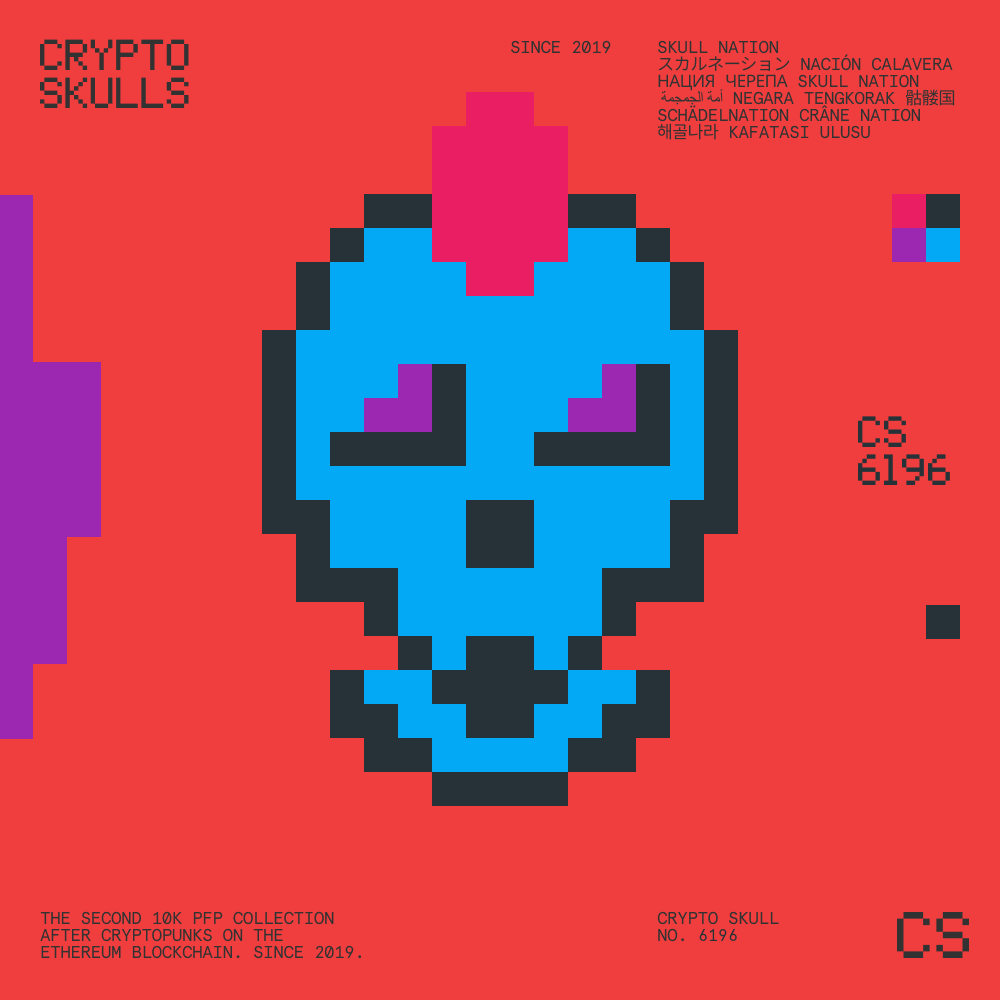 CRYPTO
SKULLS
SINCE 2019
SKULL NATION
スカルネーション NACIÓN CALAVERA
НАЦИЯ ЧЕРЕПА SKULL NATION
أمة الجمجمة NEGARA TENGKORAK 骷髅国
SCHÄDELNATION CRÂNE NATION
해골나라 KAFATASI ULUSU
CS
6196
THE SECOND 10K PFP COLLECTION
AFTER CRYPTOPUNKS ON THE
ETHEREUM BLOCKCHAIN. SINCE 2019.
CRYPTO SKULL
NO. 6196
CS